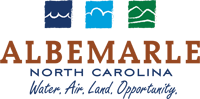 ALBEMARLE
NORTH CAROLINA
Water. Air. Land. Opportunity.